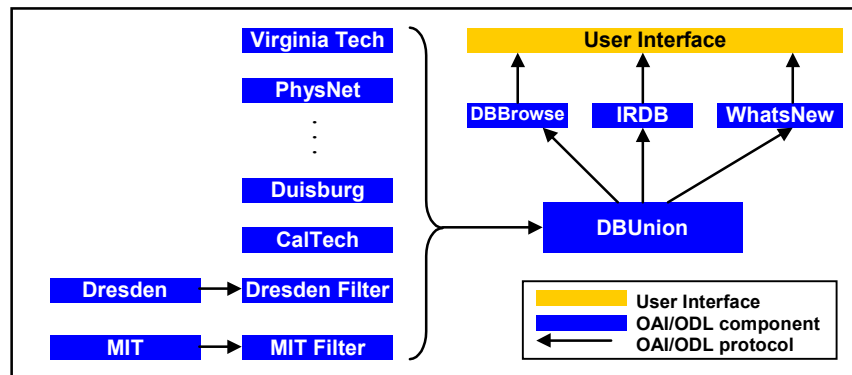 Virginia Tech
PhysNet
Duisburg
CalTech
Dresden
Dresden Filter
MIT
MIT Filter
User Interface
DBBrowse
IRDB
WhatsNew
DBUnion
User Interface
OAI/ODL component
OAI/ODL protocol